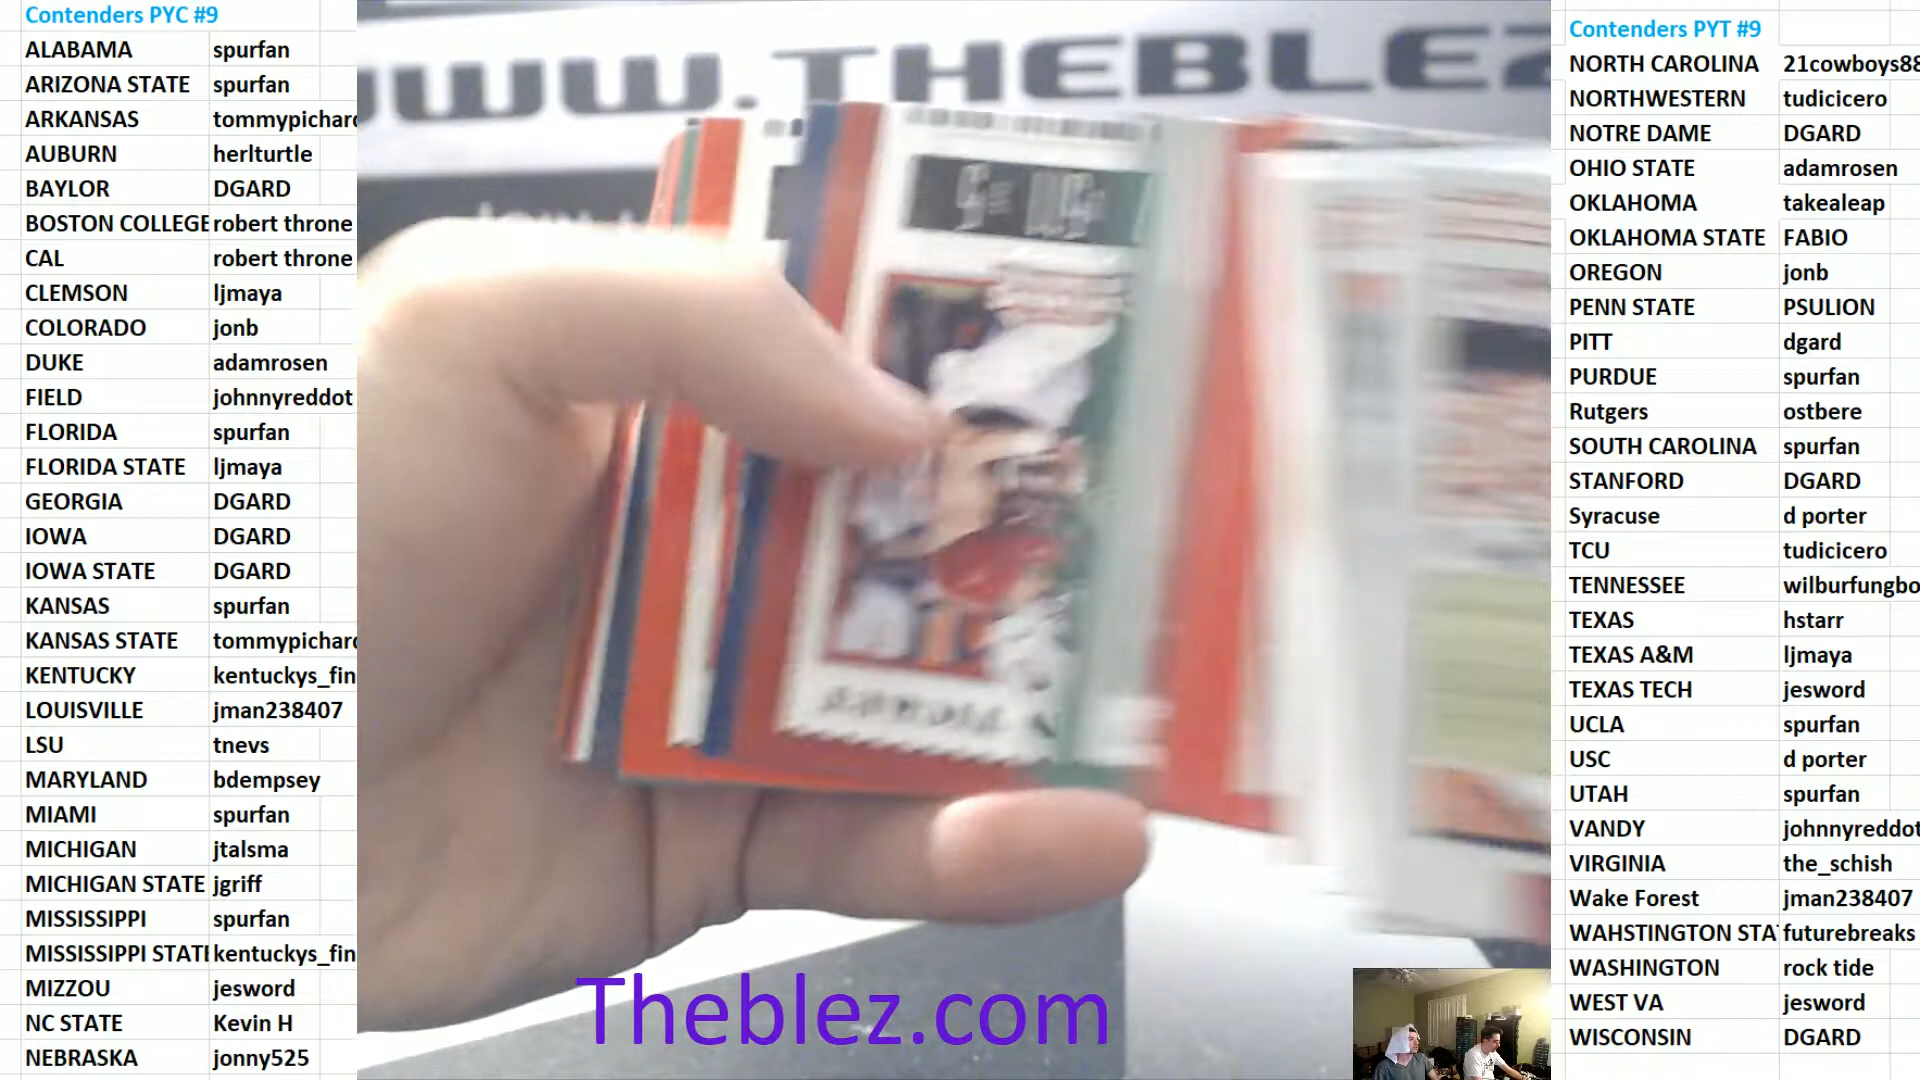 Contenders PYC #9
ALABAMA spurfan
ARIZONA STATE spurfan
ARKANSAS tommypichard
AUBURN herlturtle
BAYLOR DGARD
BOSTON COLLEGE robert throne
CAL robert throne
CLEMSON ljmaya
COLORADO jonb
DUKE adamrosen
FIELD johnnyreddot
FLORIDA spurfan
FLORIDA STATE ljmaya
GEORGIA DGARD
IOWA DGARD
IOWA STATE DGARD
KANSAS spurfan
KANSAS STATE tommypichard
KENTUCKY kentuckys_fin
LOUISVILLE jman238407
LSU tnevs
MARYLAND bdempsey
MIAMI spurfan
MICHIGAN jtalsma
MICHIGAN STATE jgriff
MISSISSIPPI spurfan
MISSISSIPPI STATE kentuckys_fin
MIZZOU jesword
NC STATE Kevin H
NEBRASKA jonny525
WWW.THEBLEZ
Theblez.com
Contenders PYT #9
NORTH CAROLINA 21cowboys88
NORTHWESTERN tudicicero
NOTRE DAME DGARD
OHIO STATE adamrosen
OKLAHOMA takealeap
OKLAHOMA STATE FABIO
OREGON jonb
PENN STATE PSULION
PITT dgard
PURDUE spurfan
Rutgers ostbere
SOUTH CAROLINA spurfan
STANFORD DGARD
Syracuse d porter
TCU tudicicero
TENNESSEE wilburfungbo
TEXAS hstarr
TEXAS A&M ljmaya
TEXAS TECH jesword
UCLA spurfan
USC d porter
UTAH spurfan
VANDY johnnyreddot
VIRGINIA the_schish
Wake Forest jman238407
WAHSTINGTON STA futurebreaks
WASHINGTON rock tide
WEST VA jesword
WISCONSIN DGARD